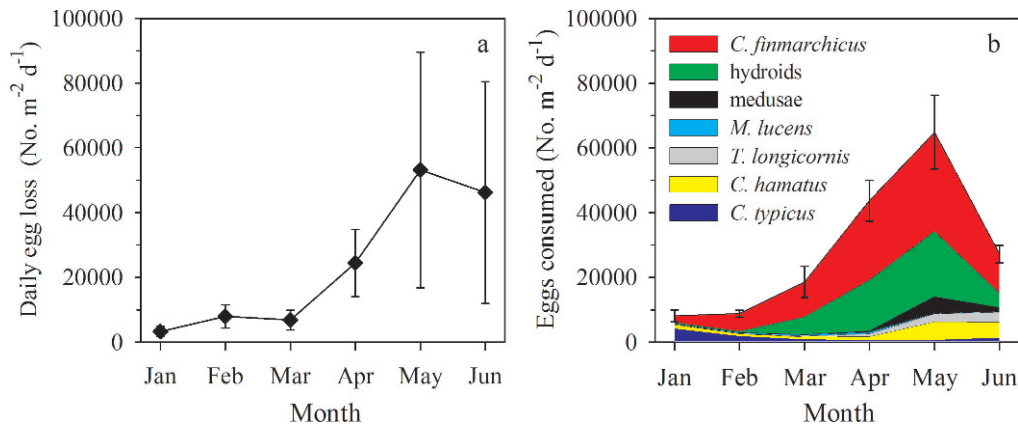 a
Daily egg loss (No. m-2 d-1)
100000
80000
60000
40000
20000
0
Jan Feb Mar Apr May Jun
Month
b
Eggs consumed (No. m-2 d-1)
100000
80000
60000
40000
20000
0
C. finmarchicus
hydroids
medusae
M. lucens
T. longicornis
C. hamatus
C. typicus
Jan Feb Mar Apr May Jun
Month